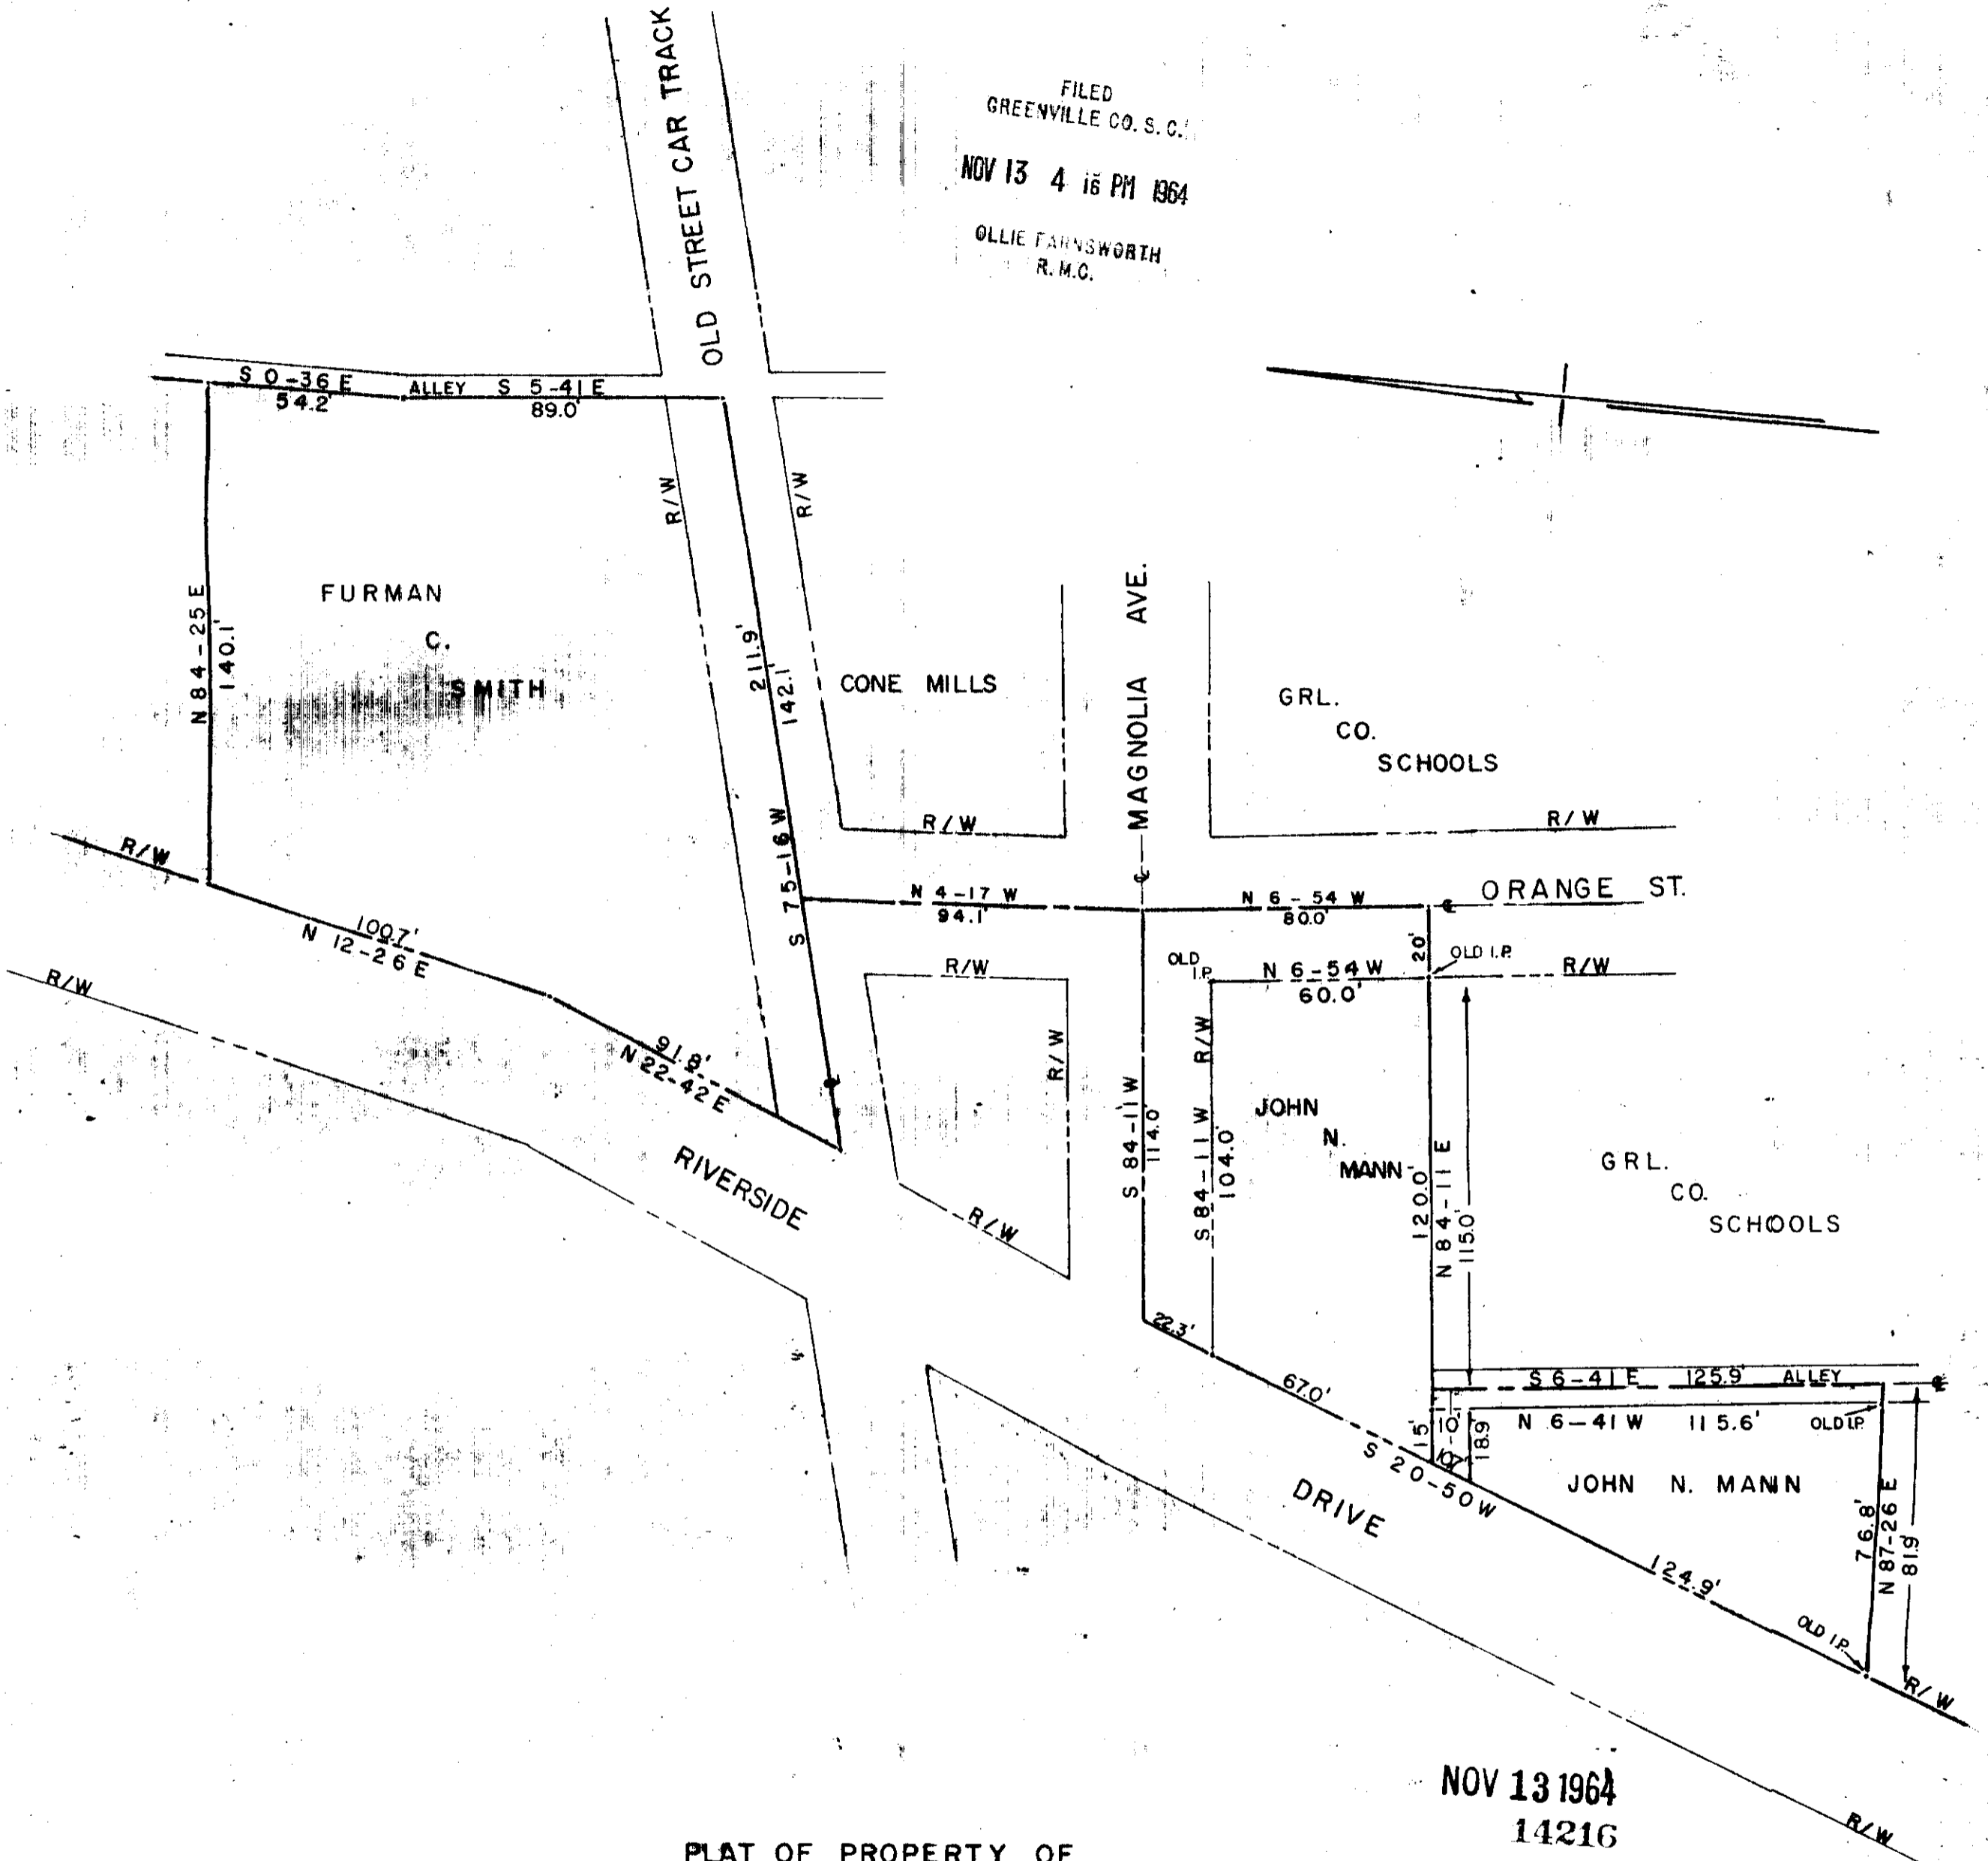 OLD STREET CAR TRACK
FILED
GREENVILLE CO. S. C.
NOV 13 4 16 PM 1964
OLLIE FARNSWORTH
R. M. C.
S 0-36 E
54.2'
ALLEY
S 5-41 E
89.0'
R/W
R/W
N 84-25 E
140.1'
FURMAN
C.
SMITH
211.9'
142.1'
S 75-16 W
CONE MILLS
MAGNOLIA AVE.
GRL.
CO.
SCHOOLS
R/W
R/W
R/W
100.7'
N 12-26 E
N 4-17 W
94.1'
N 6-54 W
80.0'
ORANGE ST.
20'
OLD I.P.
R/W
OLD
I.P.
N 6-54 W
60.0'
R/W
R/W
91.8'
N 22-42 E
R/W
R/W
S 84-11 W
114.0'
R/W
S 84-11 W
104.0'
JOHN
N.
MANN
120.0'
N 84-11 E
115.0'
GRL.
CO.
SCHOOLS
RIVERSIDE
DRIVE
22.3'
67.0'
S 20-50 W
S 6-41 E 125.9' ALLEY
N 6-41 W 115.6'
OLD I.P.
15'
10'
10.7'
18.9'
JOHN N. MANN
76.8'
N 87-26 E
81.9'
124.9'
OLD I.P.
R/W
R/W
NOV 13 1964
14216
PLAT OF PROPERTY OF